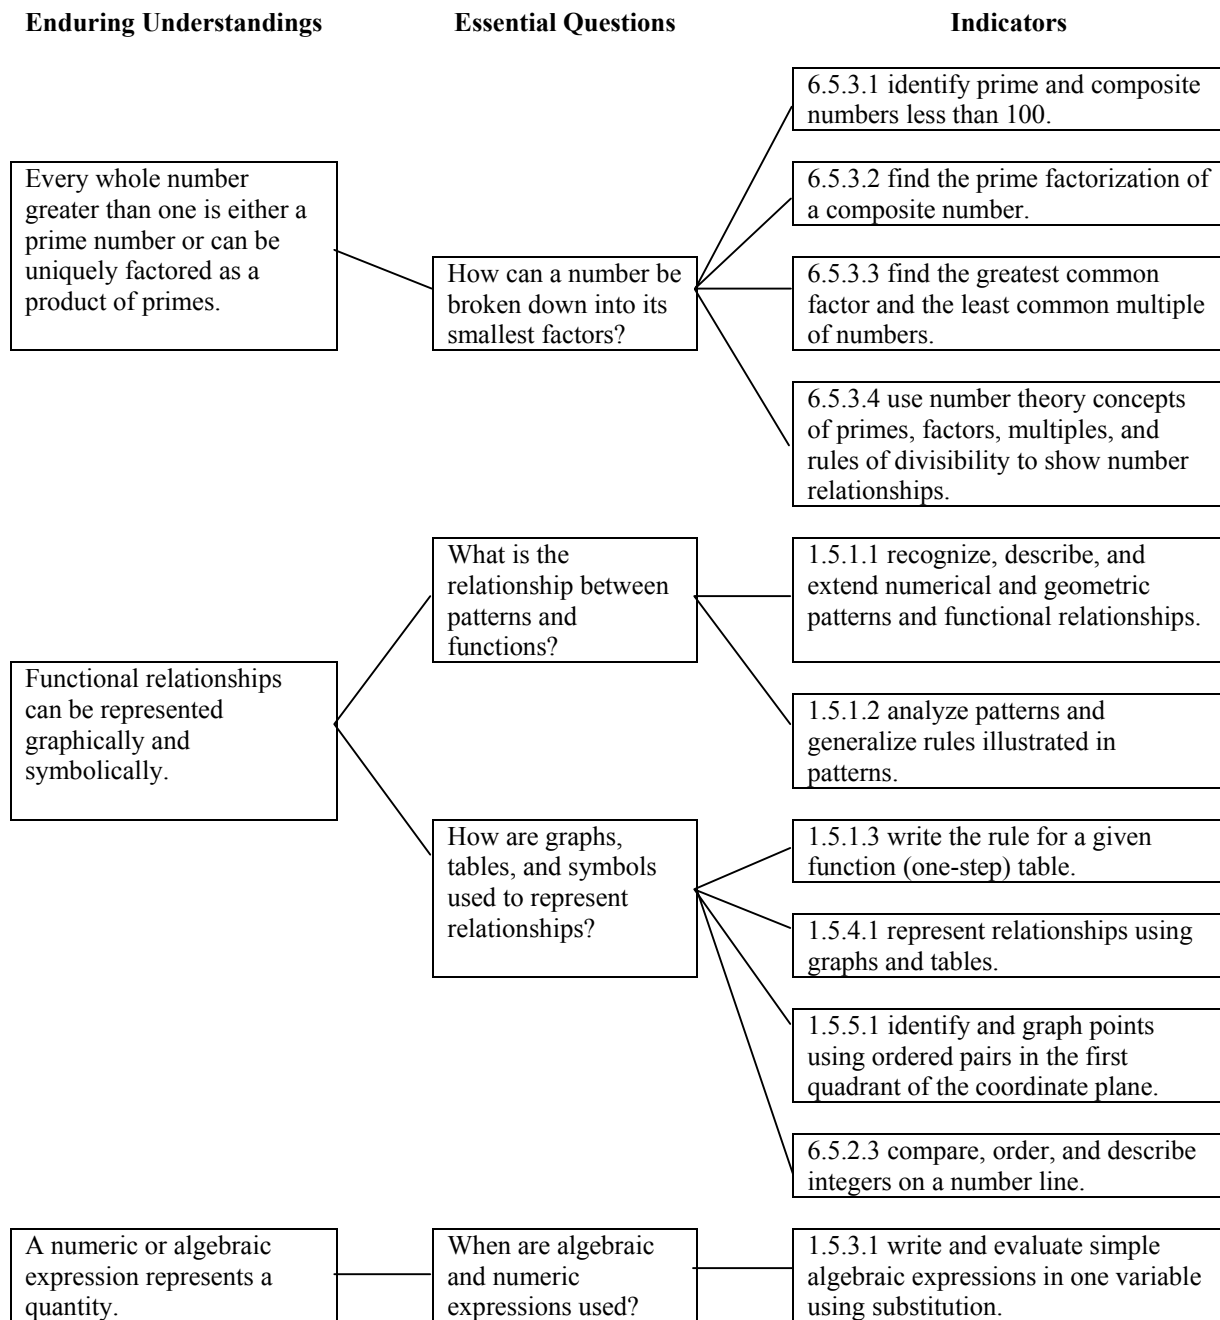 Enduring Understandings
Essential Questions
Indicators
Every whole number
greater than one is either a
prime number or can be
uniquely factored as a
product of primes.
How can a number be
broken down into its
smallest factors?
6.5.3.1 identify prime and composite
numbers less than 100.
6.5.3.2 find the prime factorization of
a composite number.
6.5.3.3 find the greatest common
factor and the least common multiple
of numbers.
6.5.3.4 use number theory concepts
of primes, factors, multiples, and
rules of divisibility to show number
relationships.
Functional relationships
can be represented
graphically and
symbolically.
What is the
relationship between
patterns and
functions?
1.5.1.1 recognize, describe, and
extend numerical and geometric
patterns and functional relationships.
1.5.1.2 analyze patterns and
generalize rules illustrated in
patterns.
How are graphs,
tables, and symbols
used to represent
relationships?
1.5.1.3 write the rule for a given
function (one-step) table.
1.5.4.1 represent relationships using
graphs and tables.
1.5.5.1 identify and graph points
using ordered pairs in the first
quadrant of the coordinate plane.
6.5.2.3 compare, order, and describe
integers on a number line.
A numeric or algebraic
expression represents a
quantity.
When are algebraic
and numeric
expressions used?
1.5.3.1 write and evaluate simple
algebraic expressions in one variable
using substitution.